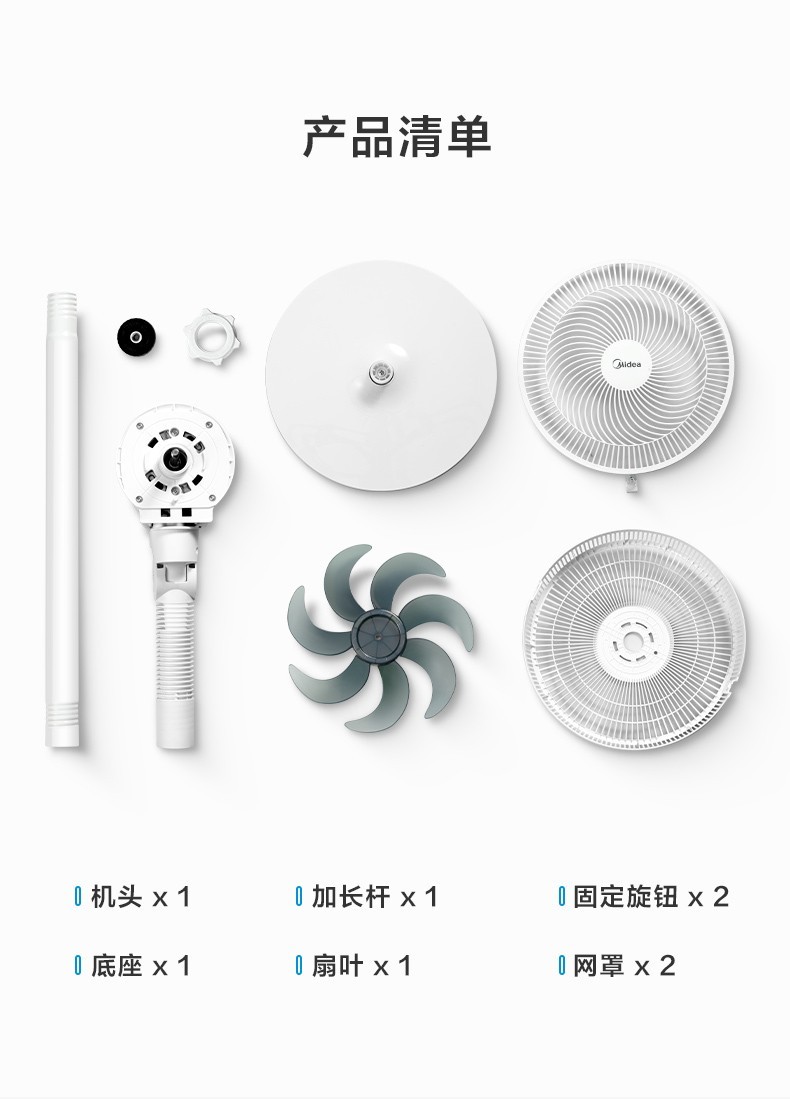 产品清单
Midea
机头 x 1
加长杆 x 1
固定旋钮 x 2
底座 x 1
扇叶 x 1
网罩 x 2